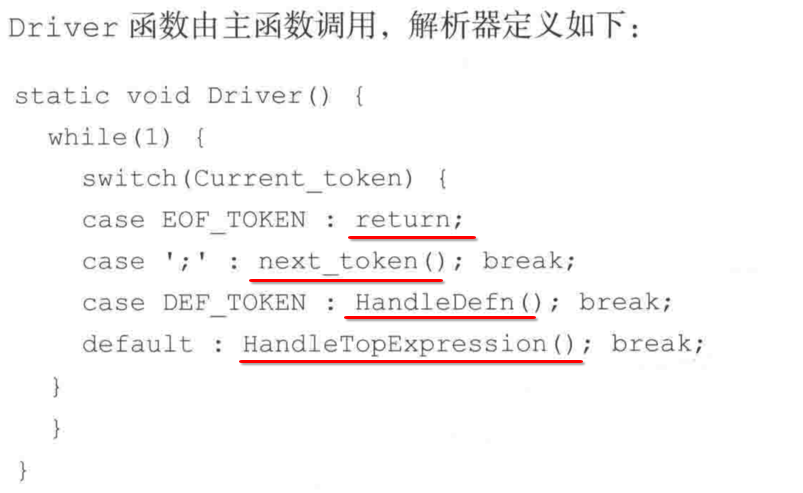 Driver 函数由主函数调用，解析器定义如下：
static void Driver() {
while(1) {
switch(Current_token) {
case EOF_TOKEN : return;
case ';' : next_token(); break;
case DEF_TOKEN : HandleDefn(); break;
default : HandleTopExpression(); break;
}
}
}